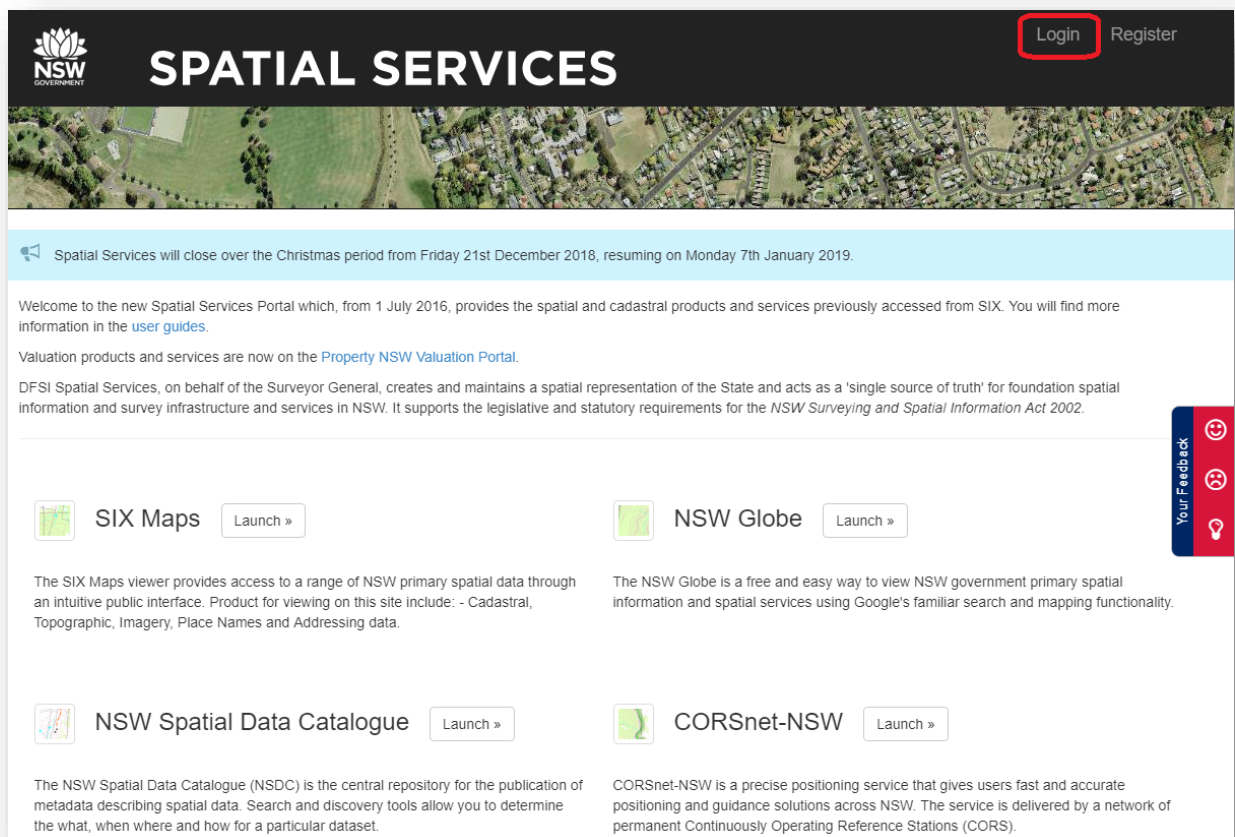 Login Register
NSW
GOVERNMENT
SPATIAL SERVICES
Spatial Services will close over the Christmas period from Friday 21st December 2018, resuming on Monday 7th January 2019.
Welcome to the new Spatial Services Portal which, from 1 July 2016, provides the spatial and cadastral products and services previously accessed from SIX. You will find more
information in the user guides.
Valuation products and services are now on the Property NSW Valuation Portal.
DFSI Spatial Services, on behalf of the Surveyor General, creates and maintains a spatial representation of the State and acts as a 'single source of truth' for foundation spatial
information and survey infrastructure and services in NSW. It supports the legislative and statutory requirements for the NSW Surveying and Spatial Information Act 2002.
Your Feedback
SIX Maps Launch »
The SIX Maps viewer provides access to a range of NSW primary spatial data through
an intuitive public interface. Product for viewing on this site include: - Cadastral,
Topographic, Imagery, Place Names and Addressing data.
NSW Globe Launch »
The NSW Globe is a free and easy way to view NSW government primary spatial
information and spatial services using Google's familiar search and mapping functionality.
NSW Spatial Data Catalogue Launch »
The NSW Spatial Data Catalogue (NSDC) is the central repository for the publication of
metadata describing spatial data. Search and discovery tools allow you to determine
the what, when where and how for a particular dataset.
CORSnet-NSW Launch »
CORSnet-NSW is a precise positioning service that gives users fast and accurate
positioning and guidance solutions across NSW. The service is delivered by a network of
permanent Continuously Operating Reference Stations (CORS).